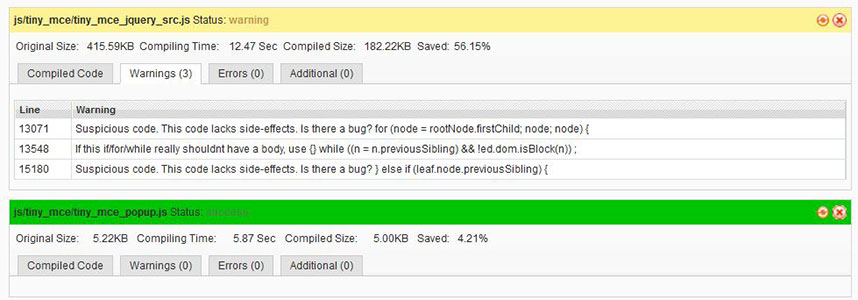 js/tiny_mce/tiny_mce_jquery_src.js Status: warning
Original Size: 415.59KB Compiling Time: 12.47 Sec Compiled Size: 182.22KB Saved: 56.15%
Compiled Code Warnings (3) Errors (0) Additional (0)
Line Warning
13071 Suspicious code. This code lacks side-effects. Is there a bug? for (node = rootNode.firstChild; node; node) {
13548 If this if/for/while really shouldnt have a body, use {} while ((n = n.previousSibling) && !ed.dom.isBlock(n)) ;
15180 Suspicious code. This code lacks side-effects. Is there a bug? } else if (leaf.node.previousSibling) {
js/tiny_mce/tiny_mce_popup.js Status: success
Original Size: 5.22KB Compiling Time: 5.87 Sec Compiled Size: 5.00KB Saved: 4.21%
Compiled Code Warnings (0) Errors (0) Additional (0)